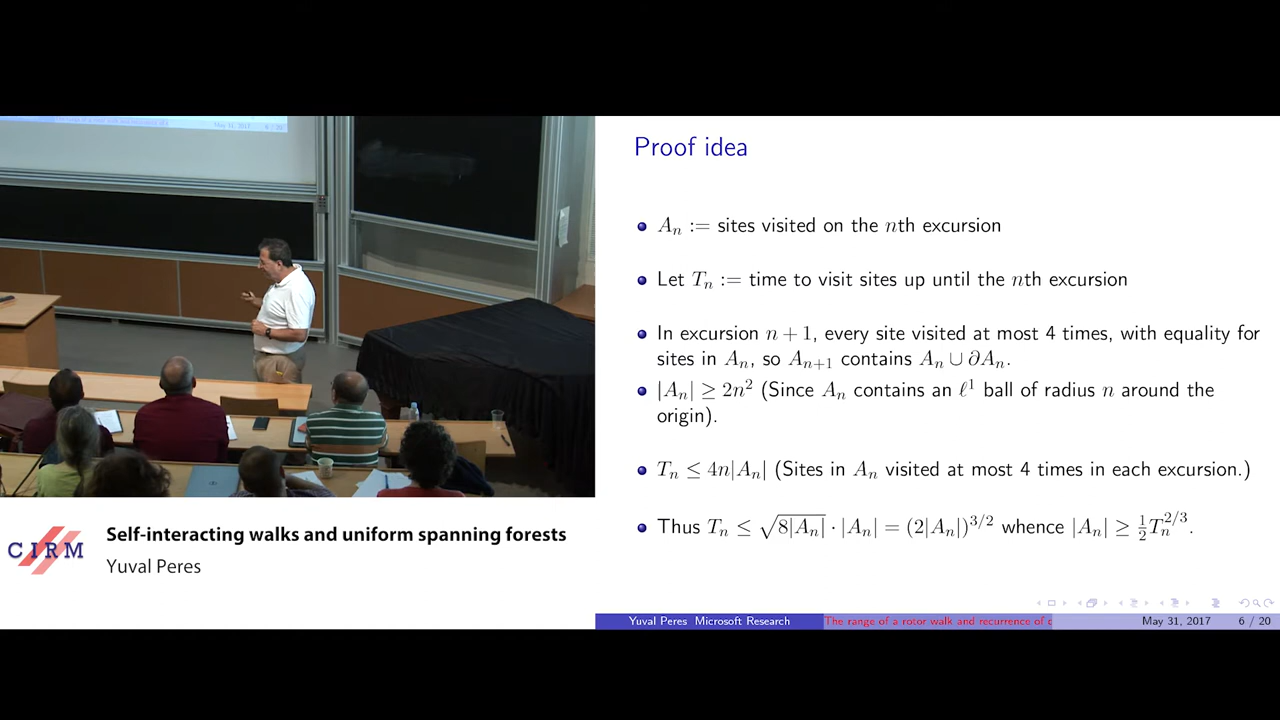 Proof idea
A_n := sites visited on the nth excursion
Let T_n := time to visit sites up until the nth excursion
In excursion n + 1, every site visited at most 4 times, with equality for
sites in A_n, so A_{n+1} contains A_n ∪ ∂A_n.
|A_n| ≥ 2n² (Since A_n contains an ℓ¹ ball of radius n around the
origin).
T_n ≤ 4n|A_n| (Sites in A_n visited at most 4 times in each excursion.)
Thus T_n ≤ √(8|A_n|) · |A_n| = (2|A_n|)^{3/2} whence |A_n| ≥ ½T_n^{2/3}.
Yuval Peres Microsoft Research
The range of a rotor walk and recurrence of
May 31, 2017
6 / 20
CIRM
Self-interacting walks and uniform spanning forests
Yuval Peres